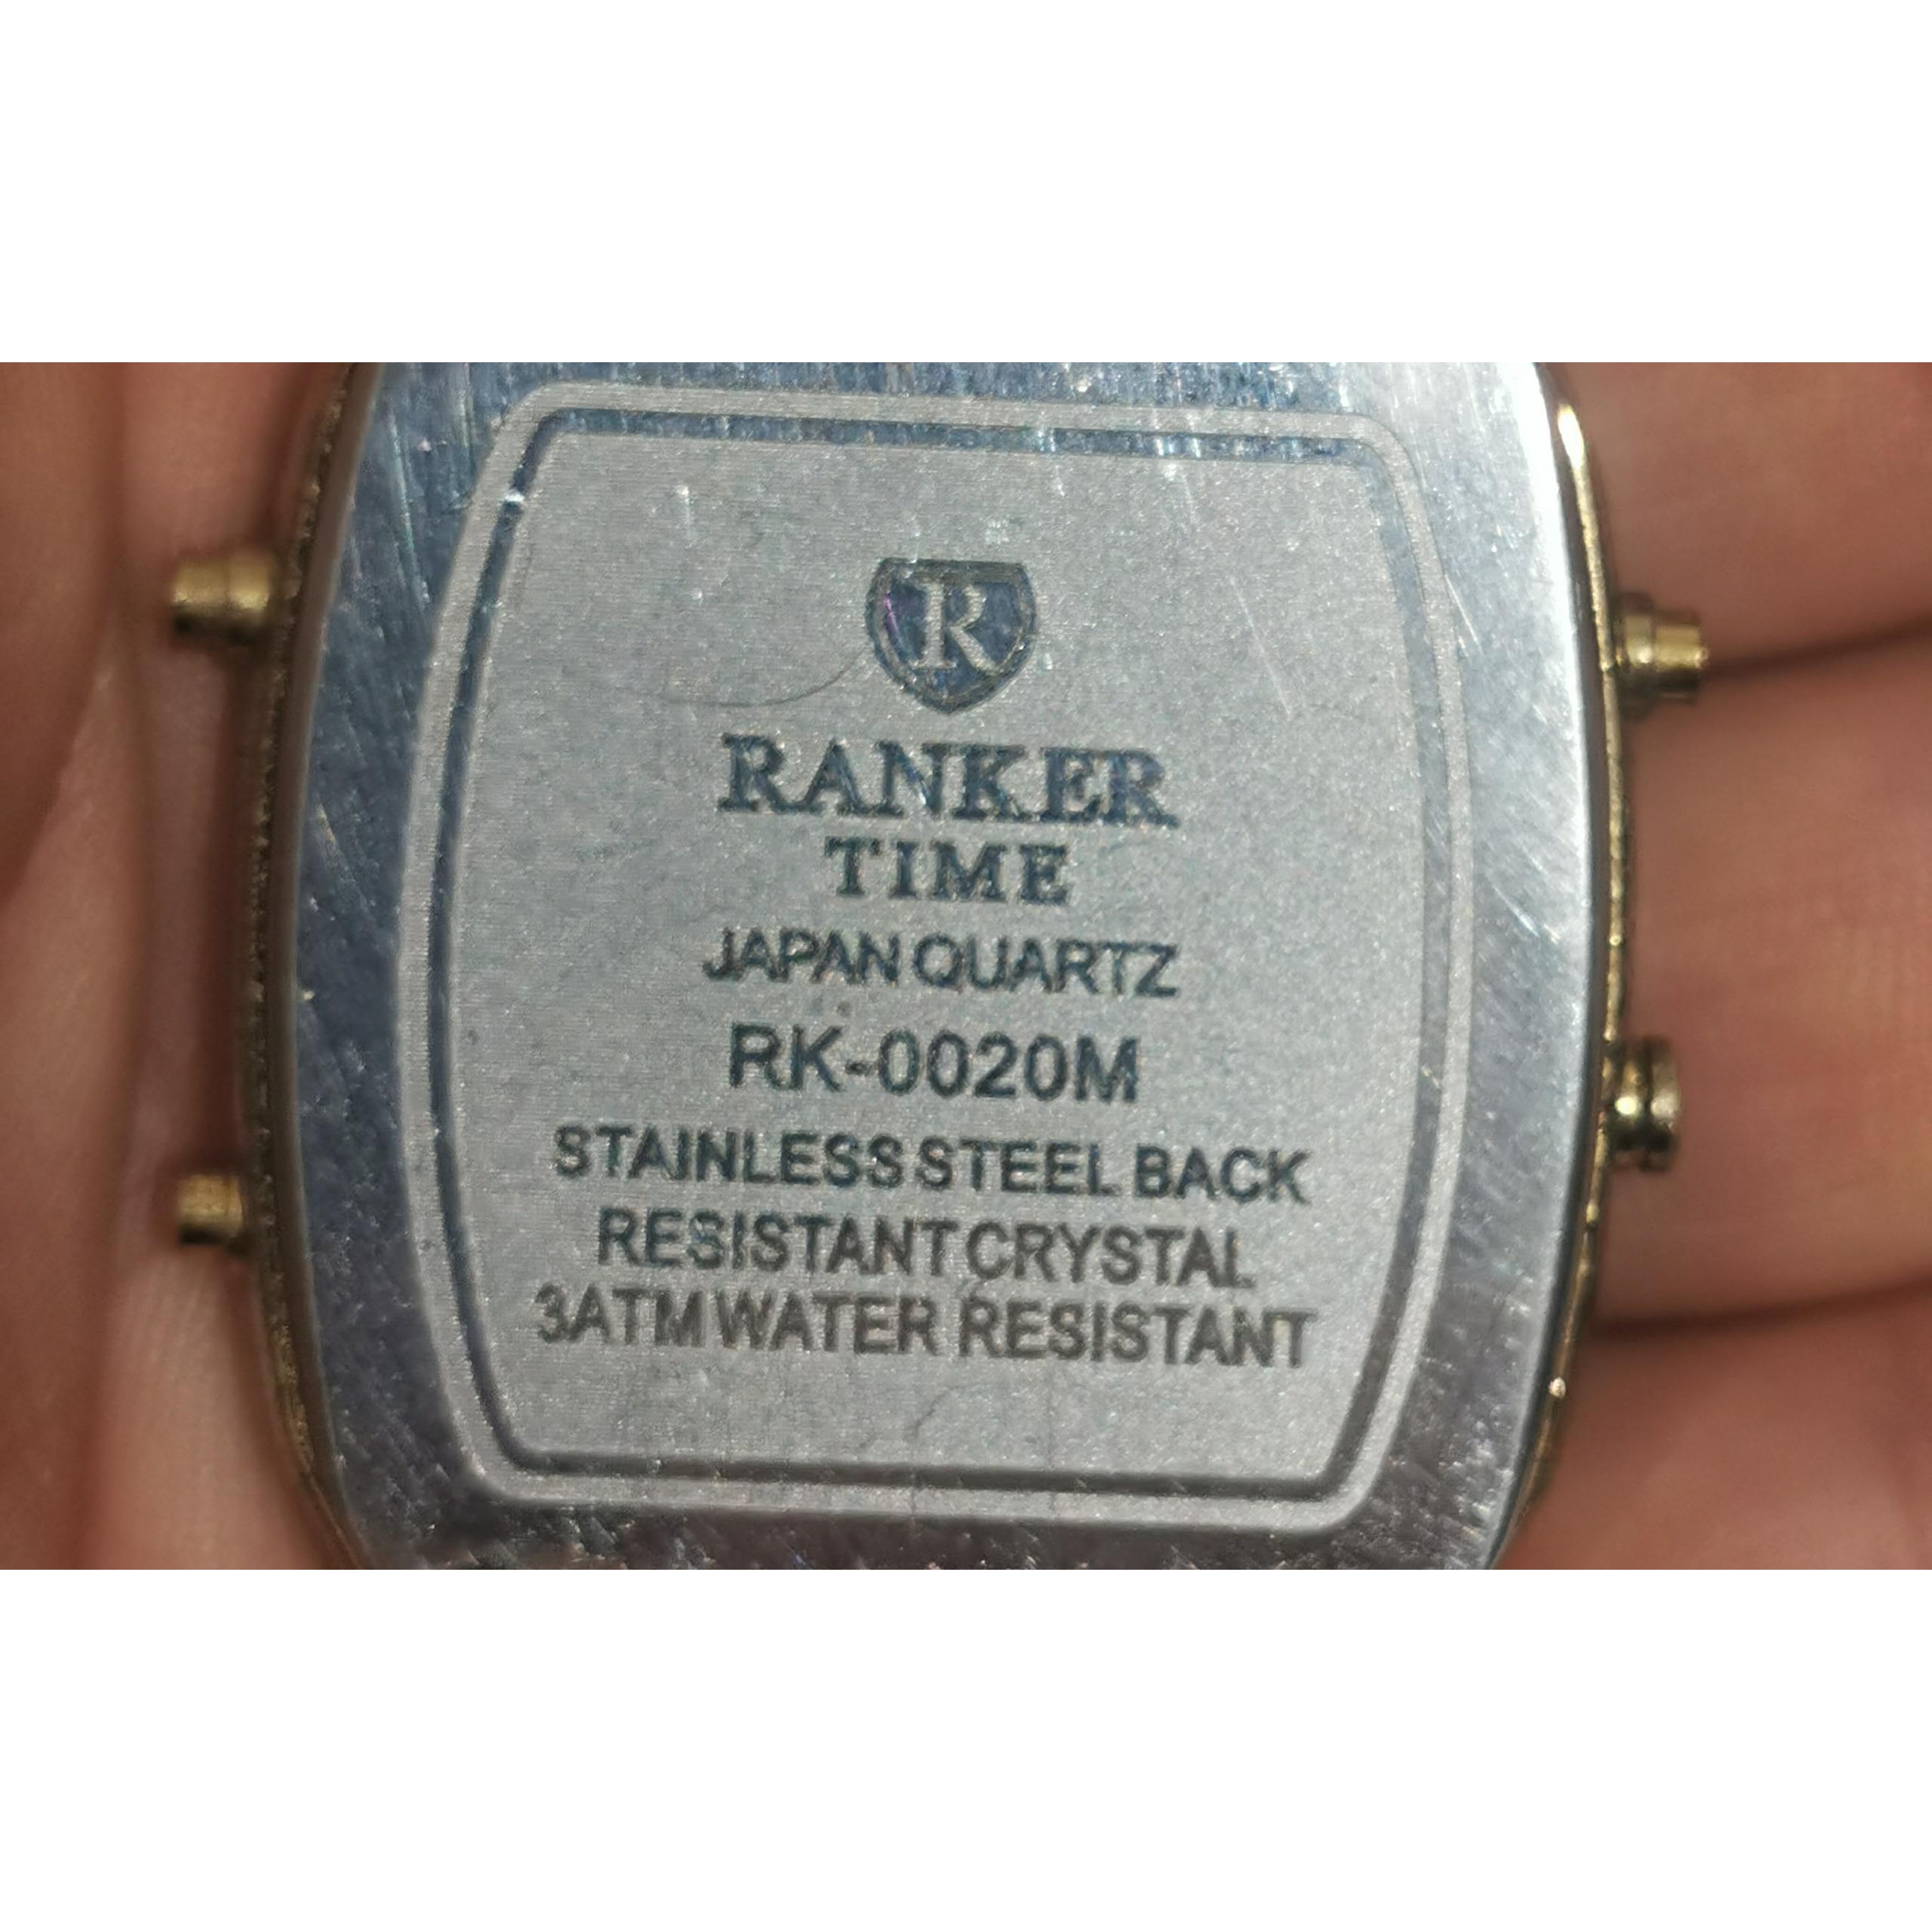 R
RANKER
TIME
JAPAN QUARTZ
RK-0020M
STAINLESS STEEL BACK
RESISTANT CRYSTAL
3ATM WATER RESISTANT